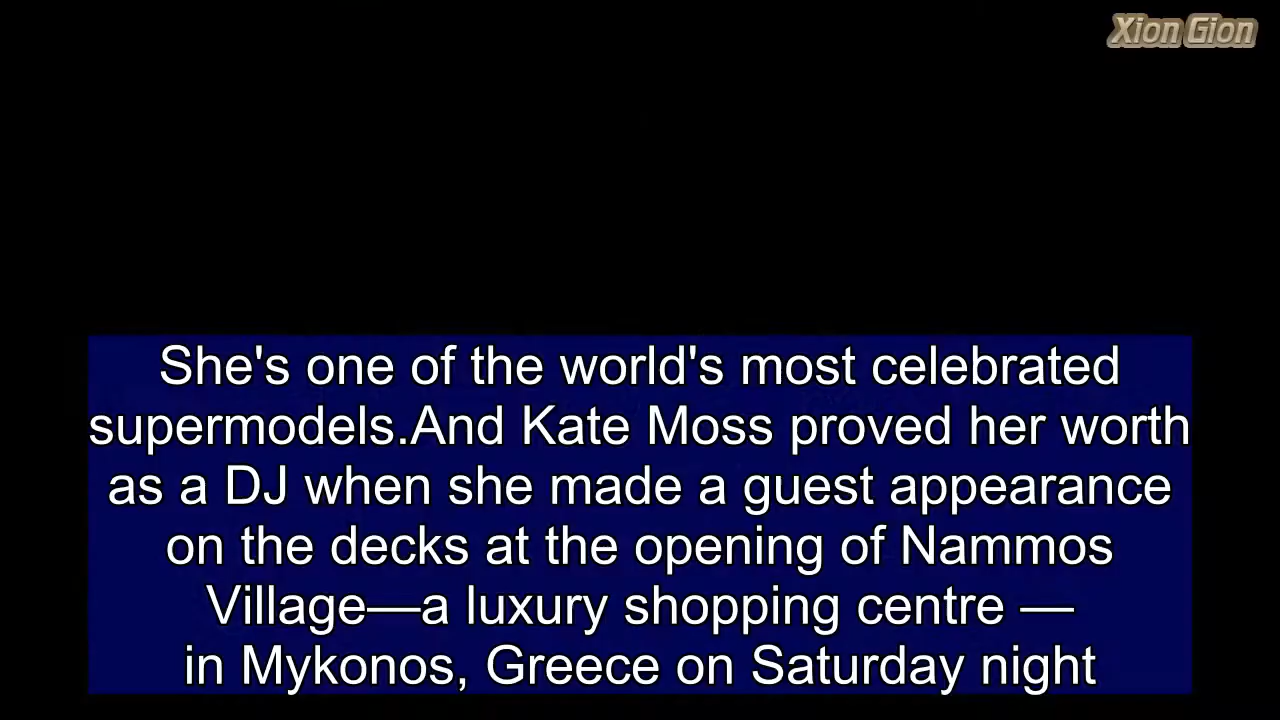 Xion Gion
She's one of the world's most celebrated
supermodels.And Kate Moss proved her worth
as a DJ when she made a guest appearance
on the decks at the opening of Nammos
Village—a luxury shopping centre —
in Mykonos, Greece on Saturday night